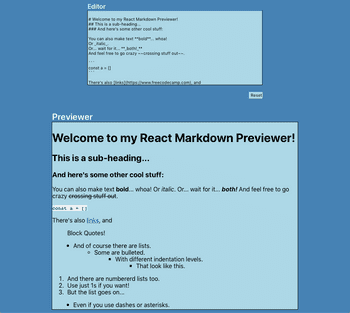 Editor
# Welcome to my React Markdown Previewer!
## This is a sub-heading...
### And here's some other cool stuff:
You can also make text **bold**... whoa!
Or _italic_.
Or... wait for it... **_both!_**
And feel free to go crazy ~~crossing stuff out~~.
```
const a = []
```
There's also [links](https://www.freecodecamp.com), and
Reset
Previewer
Welcome to my React Markdown Previewer!
This is a sub-heading...
And here's some other cool stuff:
You can also make text bold... whoa! Or italic. Or... wait for it... both! And feel free to go
crazy crossing stuff out.
const a = []
There's also links, and
Block Quotes!
And of course there are lists.
Some are bulleted.
With different indentation levels.
That look like this.
1. And there are numbererd lists too.
2. Use just 1s if you want!
3. But the list goes on...
Even if you use dashes or asterisks.